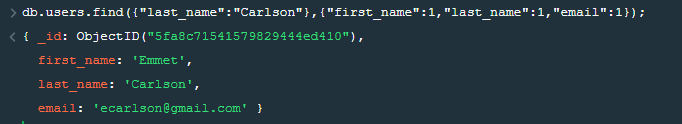 > db.users.find({"last_name":"Carlson"},{"first_name":1,"last_name":1,"email":1});
< { _id: ObjectID("5fa8c71541579829444ed410"),
first_name: 'Emmet',
last_name: 'Carlson',
email: 'ecarlson@gmail.com' }